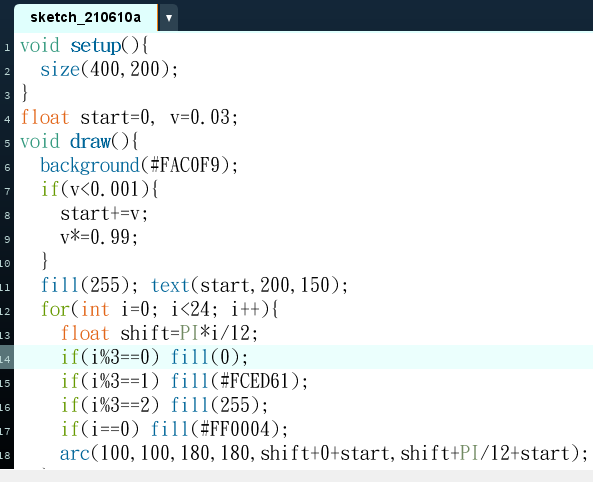 sketch_210610a ▼
1 void setup(){
2   size(400,200);
3 }
4 float start=0, v=0.03;
5 void draw(){
6   background(#FAC0F9);
7   if(v<0.001){
8     start+=v;
9     v*=0.99;
10   }
11   fill(255); text(start,200,150);
12   for(int i=0; i<24; i++){
13     float shift=PI*i/12;
14     if(i%3==0) fill(0);
15     if(i%3==1) fill(#FCED61);
16     if(i%3==2) fill(255);
17     if(i==0) fill(#FF0004);
18     arc(100,100,180,180,shift+0+start,shift+PI/12+start);